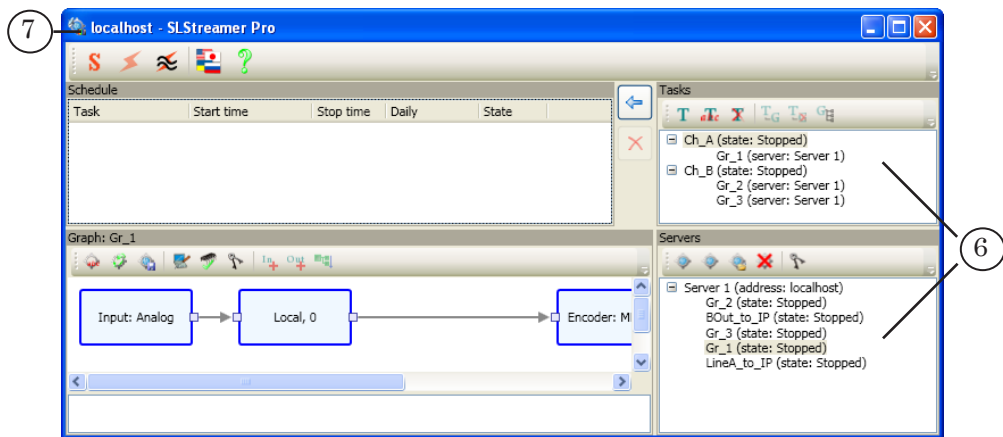 7
localhost - SLStreamer Pro
S
Schedule
Task Start time Stop time Daily State
Tasks
T abc T T G T G
Ch_A (state: Stopped)
Gr_1 (server: Server 1)
Ch_B (state: Stopped)
Gr_2 (server: Server 1)
Gr_3 (server: Server 1)
6
Graph: Gr_1
In Out
Input: Analog
Local, 0
Encoder: M
Servers
Server 1 (address: localhost)
Gr_2 (state: Stopped)
BOut_to_IP (state: Stopped)
Gr_3 (state: Stopped)
Gr_1 (state: Stopped)
LineA_to_IP (state: Stopped)